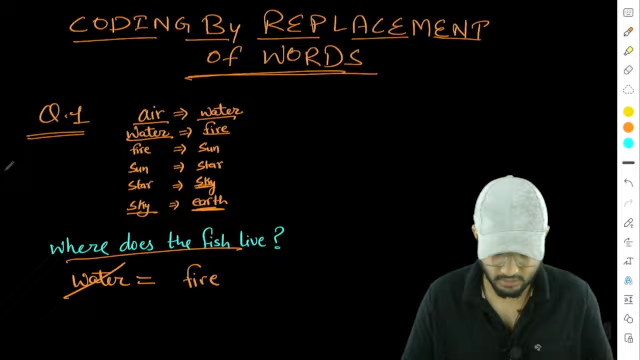 CODING By REPLACEMENT
of WORDS
Q.1
air ⇒ water
water ⇒ fire
fire ⇒ Sun
Sun ⇒ Star
Star ⇒ Sky
Sky ⇒ earth
where does the fish live?
water = fire